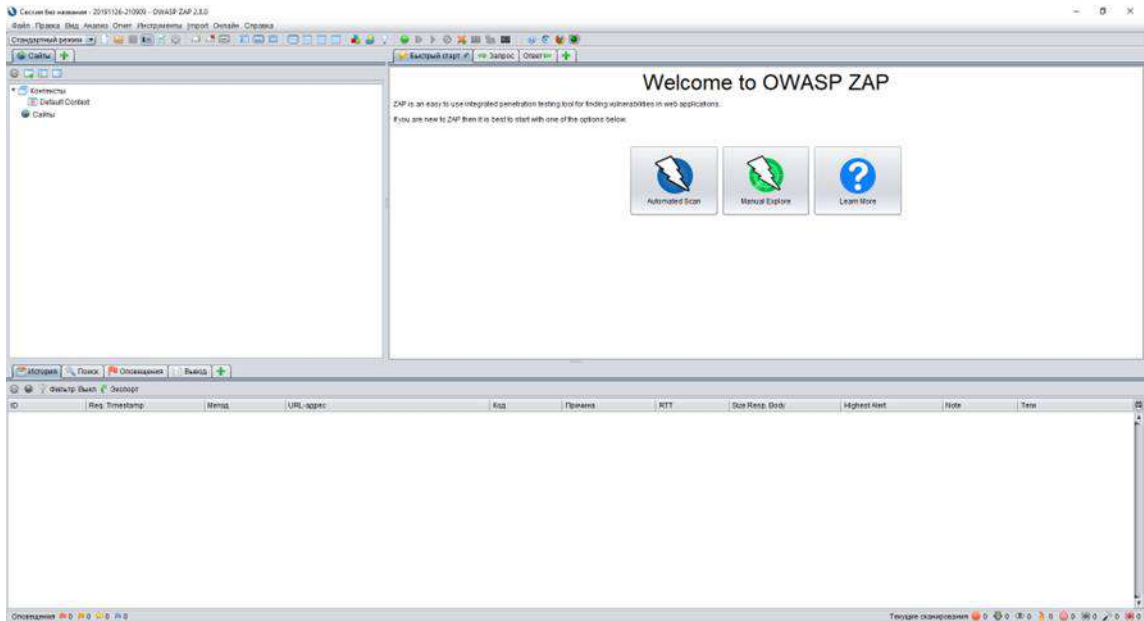 Сессия без названия - 20191126-210909 - OWASP ZAP 2.8.0
Файл Правка Вид Анализ Отчет Инструменты Import Онлайн Справка
Стандартный режим
Сайты
Быстрый старт Запрос Ответ
Контексты
Default Context
Сайты
Welcome to OWASP ZAP
ZAP is an easy to use integrated penetration testing tool for finding vulnerabilities in web applications.
If you are new to ZAP then it is best to start with one of the options below.
Automated Scan Manual Explore Learn More
История Поиск Оповещения Вывод
Фильтр: Выкл Экспорт
ID Req. Timestamp Метод URL-адрес Код Причина RTT Size Resp. Body Highest Alert Note Теги
Оповещения 0 0 0 0 Текущие сканирования 0 0 0 0 0 0 0 0